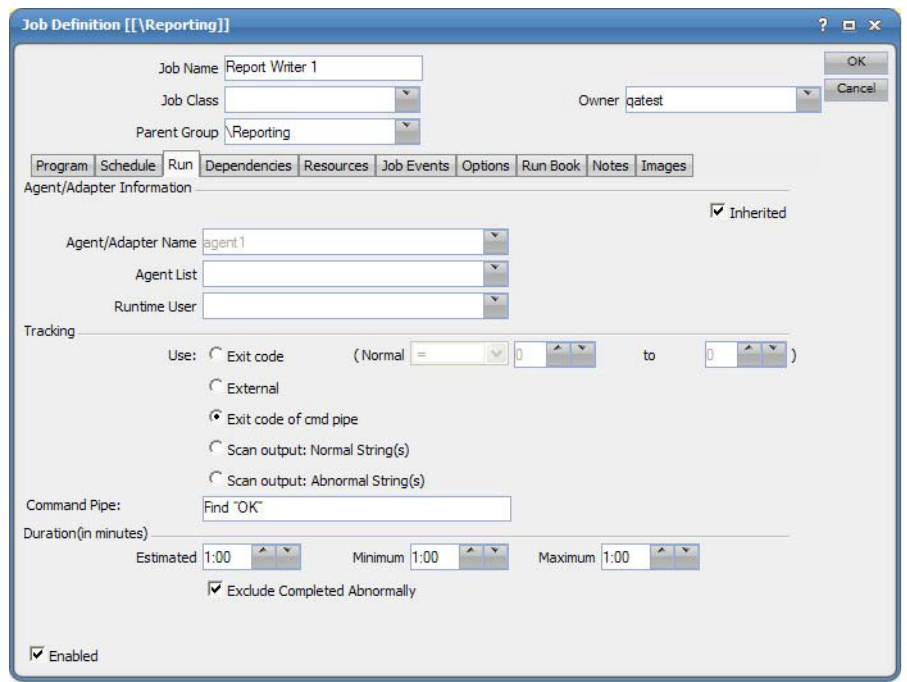 Job Definition [[\Reporting]]
?
OK
Job Name Report Writer 1
Cancel
Job Class Owner qatest
Parent Group \Reporting
Program Schedule Run Dependencies Resources Job Events Options Run Book Notes Images
Agent/Adapter Information
Inherited
Agent/Adapter Name agent1
Agent List
Runtime User
Tracking
Use: Exit code (Normal = 0 to 0 )
External
Exit code of cmd pipe
Scan output: Normal String(s)
Scan output: Abnormal String(s)
Command Pipe: Find "OK"
Duration(in minutes)
Estimated 1:00 Minimum 1:00 Maximum 1:00
Exclude Completed Abnormally
Enabled